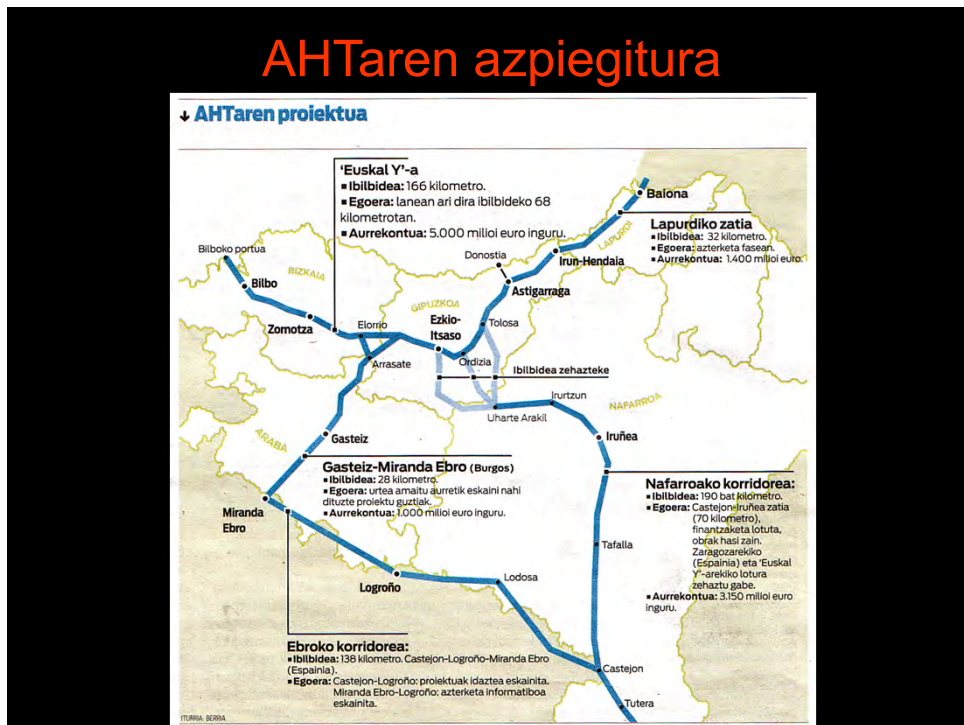 AHTaren azpiegitura
AHTaren proiektua
‘Euskal Y’-a
Ibilbidea: 166 kilometro.
Egoera: lanean ari dira ibilbideko 68
kilometrotan.
Aurrekontua: 5.000 milioi euro inguru.
Baiona
Lapurdiko zatia
Ibilbidea: 32 kilometro.
Egoera: azterketa fasean.
Aurrekontua: 1.400 milioi euro.
LAPURDI
Bilboko portua
Donostia
Irun-Hendaia
BIZKAIA
Bilbo
Astigarraga
GIPUZKOA
Zornotza
Elorrio
Ezkio-
Itsaso
Tolosa
Arrasate
Ordizia
Ibilbidea zehazteke
Irurtzun
NAFARROA
Uharte Arakil
ARABA
Gasteiz
Iruñea
Gasteiz-Miranda Ebro (Burgos)
Ibilbidea: 28 kilometro.
Egoera: urtea amaitu aurretik eskaini nahi
dituzte proiektu guztiak.
Aurrekontua: 1.000 milioi euro inguru.
Nafarroako korridorea:
Ibilbidea: 190 bat kilometro.
Egoera: Castejon-Iruñea zatia
(70 kilometro),
finantzaketa lotuta,
obrak hasi zain.
Zaragozarekiko
(Espainia) eta ‘Euskal
Y’-arekiko lotura
zehaztu gabe.
Aurrekontua: 3.150 milioi euro
inguru.
Miranda
Ebro
Tafalla
Logroño
Lodosa
Ebroko korridorea:
Ibilbidea: 138 kilometro. Castejon-Logroño-Miranda Ebro
(Espainia).
Egoera: Castejon-Logroño: proiektuak idaztea eskainita.
Miranda Ebro-Logroño: azterketa informatiboa
eskainita.
Castejon
Tutera
ITURRIA: BERRIA